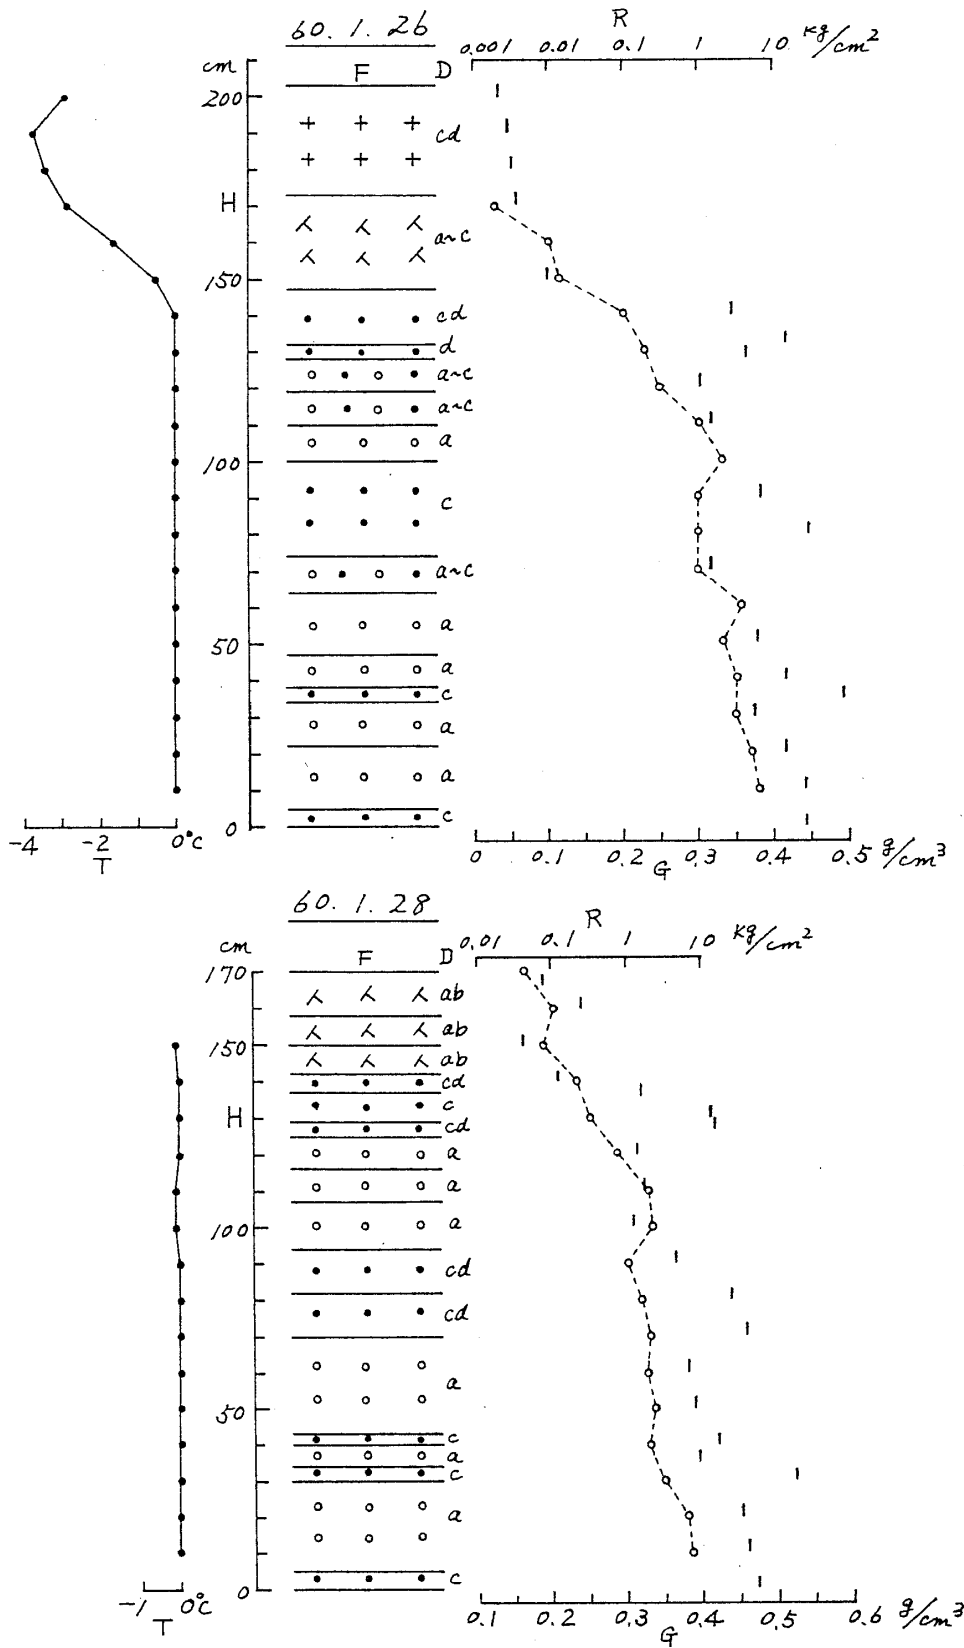 60. 1. 26
R
0.001 0.01 0.1 1 10 kg/cm²
cm F D
200
cd
H
a~c
150
cd
d
a~c
a~c
a
100
c
a~c
a
50
a
c
a
a
c
-4 -2 0°C
T
0
0 0.1 0.2 0.3 0.4 0.5 g/cm³
G
60. 1. 28
R
0.01 0.1 1 10 kg/cm²
cm F D
170
ab
ab
150
ab
cd
H c
cd
a
a
100 a
cd
cd
a
50
c
a
c
a
0 c
-1 0°C
T
0.1 0.2 0.3 0.4 0.5 0.6 g/cm³
G